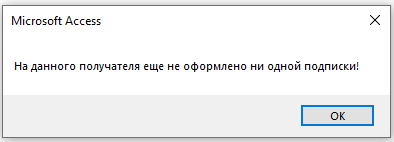 Microsoft Access
На данного получателя еще не оформлено ни одной подписки!
OK